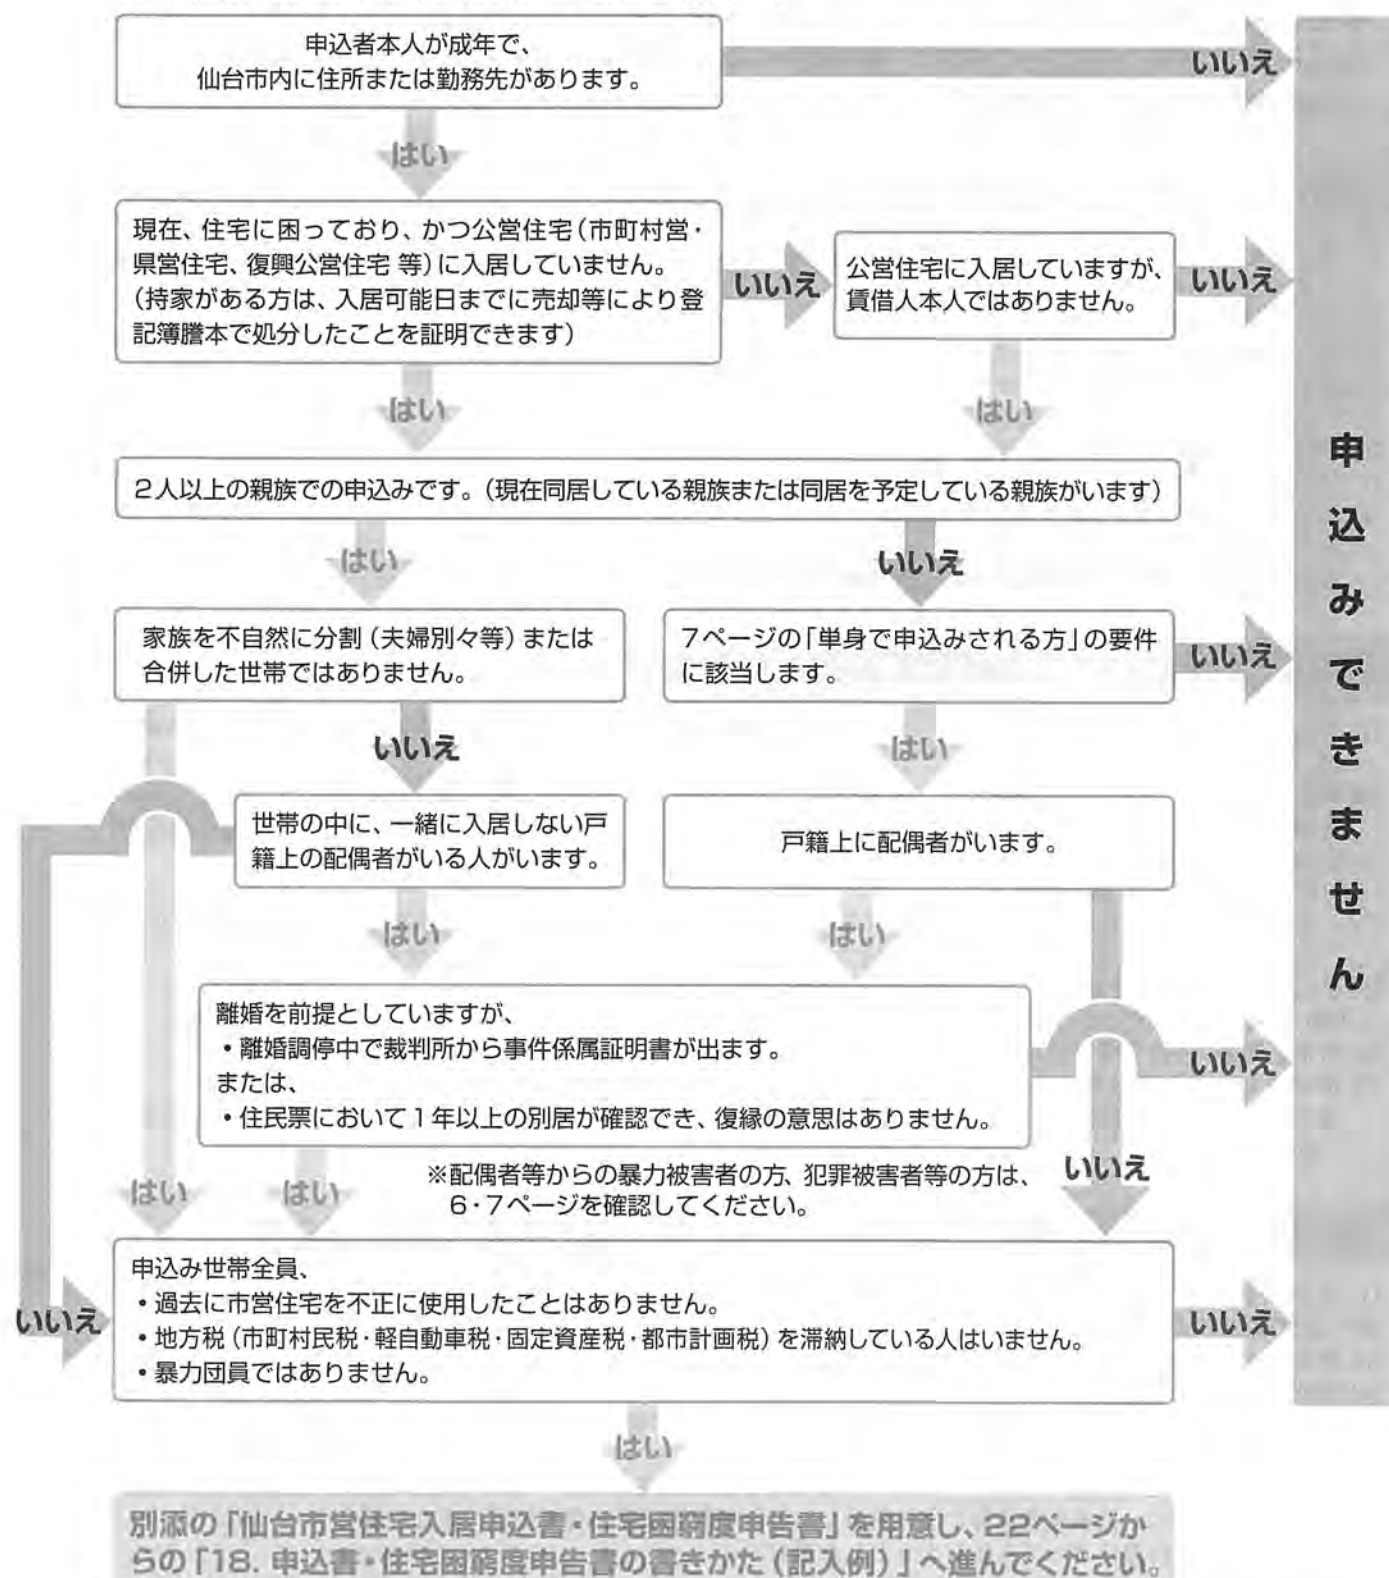 申込者本人が成年で、
仙台市内に住所または勤務先があります。
いいえ
はい
現在、住宅に困っており、かつ公営住宅（市町村営・
県営住宅、復興公営住宅 等）に入居していません。
（持家がある方は、入居可能日までに売却等により登
記簿謄本で処分したことを証明できます）
いいえ
公営住宅に入居していますが、
賃借人本人ではありません。
いいえ
はい
はい
2人以上の親族での申込みです。（現在同居している親族または同居を予定している親族がいます）
はい
いいえ
家族を不自然に分割（夫婦別々等）または
合併した世帯ではありません。
7ページの「単身で申込みされる方」の要件
に該当します。
いいえ
いいえ
はい
世帯の中に、一緒に入居しない戸
籍上の配偶者がいる人がいます。
戸籍上に配偶者がいます。
はい
はい
離婚を前提としていますが、
・離婚調停中で裁判所から事件係属証明書が出ます。
または、
・住民票において1年以上の別居が確認でき、復縁の意思はありません。
いいえ
はい
はい
※配偶者等からの暴力被害者の方、犯罪被害者等の方は、
6・7ページを確認してください。
いいえ
申込み世帯全員、
・過去に市営住宅を不正に使用したことはありません。
・地方税（市町村民税・軽自動車税・固定資産税・都市計画税）を滞納している人はいません。
・暴力団員ではありません。
いいえ
いいえ
はい
別添の「仙台市営住宅入居申込書・住宅困窮度申告書」を用意し、22ページか
らの「18. 申込書・住宅困窮度申告書の書きかた（記入例）」へ進んでください。
申込みできません